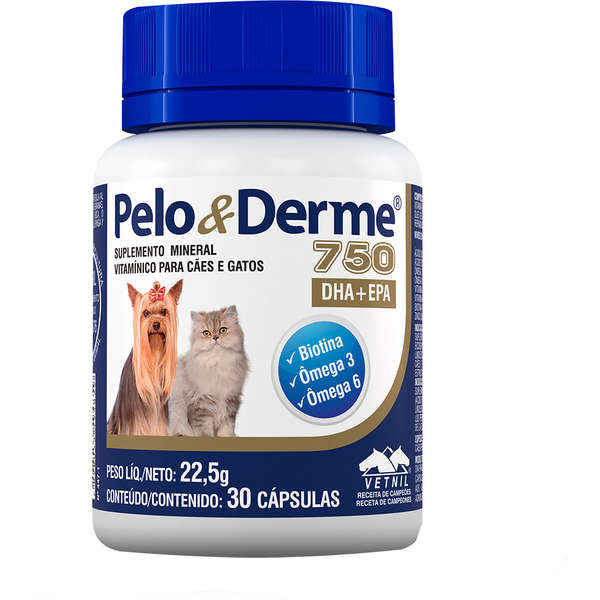 Pelo&Derme®
750
SUPLEMENTO MINERAL
VITAMÍNICO PARA CÃES E GATOS
DHA+EPA
✓ Biotina
✓ Ômega 3
✓ Ômega 6
PESO LÍQ./NETO: 22,5g
CONTEÚDO/CONTENIDO: 30 CÁPSULAS
VETNIL®
RECEITA DE CAMPEÕES
RECETA DE CAMPEONES